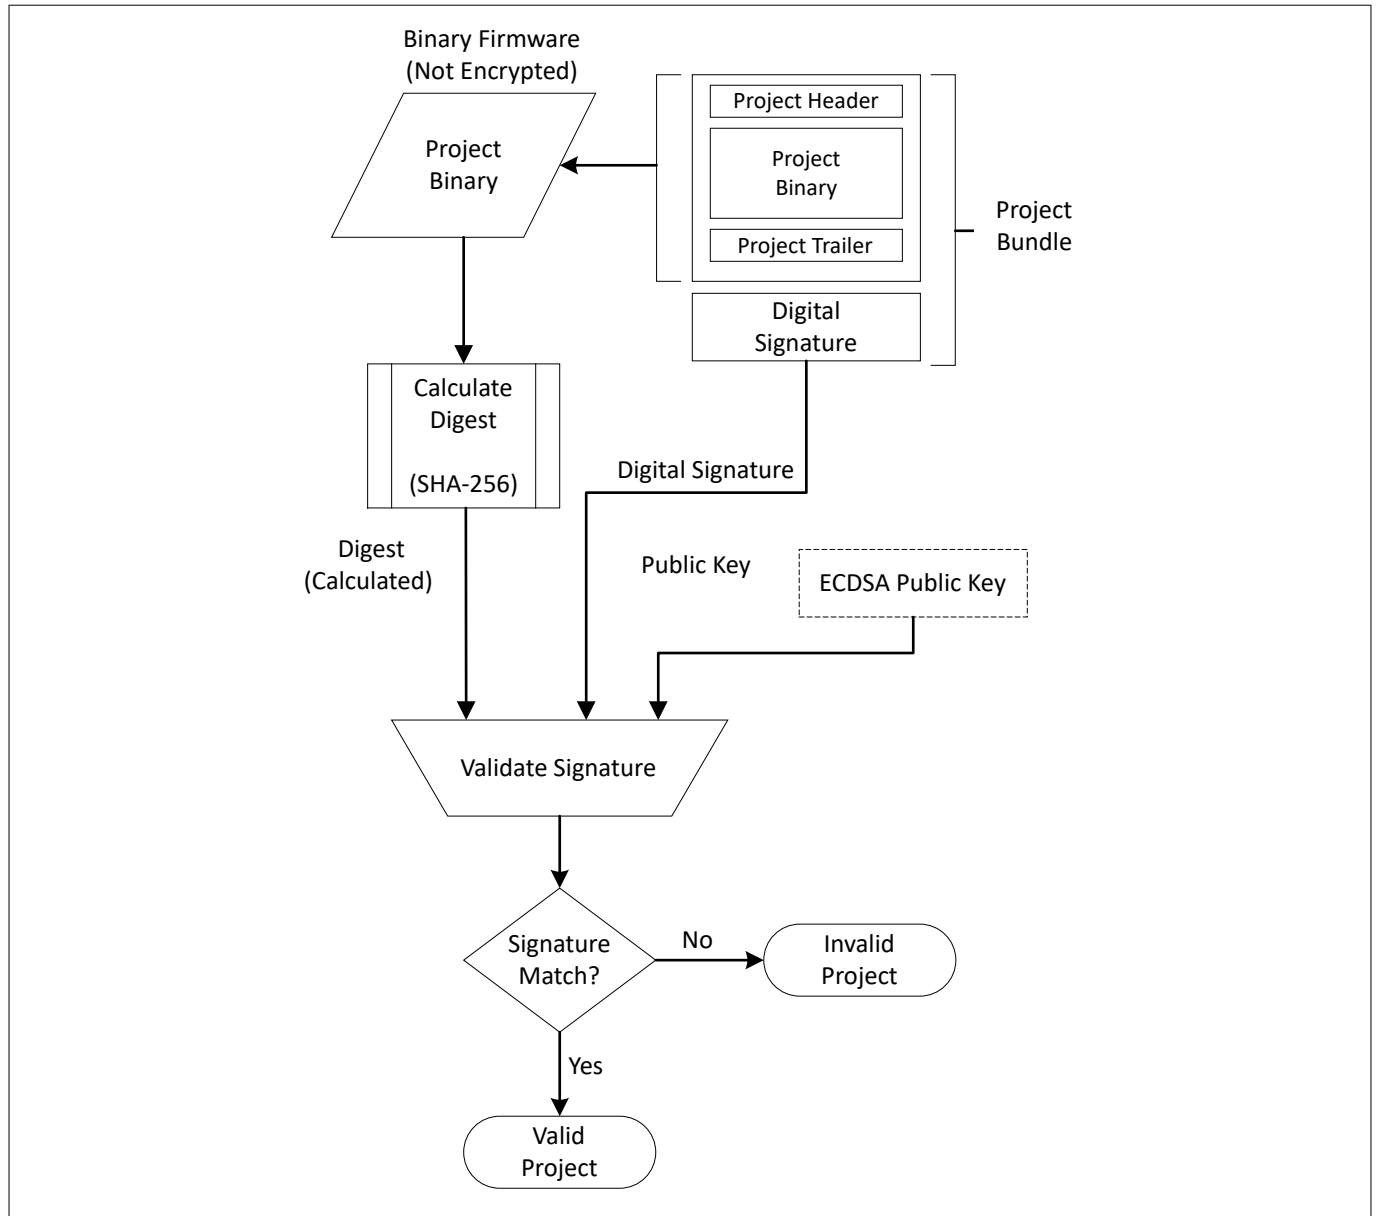 Binary Firmware
(Not Encrypted)
Project
Binary
Project Header
Project
Binary
Project Trailer
Project
Bundle
Digital
Signature
Calculate
Digest
(SHA-256)
Digital Signature
Digest
(Calculated)
Public Key
ECDSA Public Key
Validate Signature
Signature
Match?
No
Invalid
Project
Yes
Valid
Project